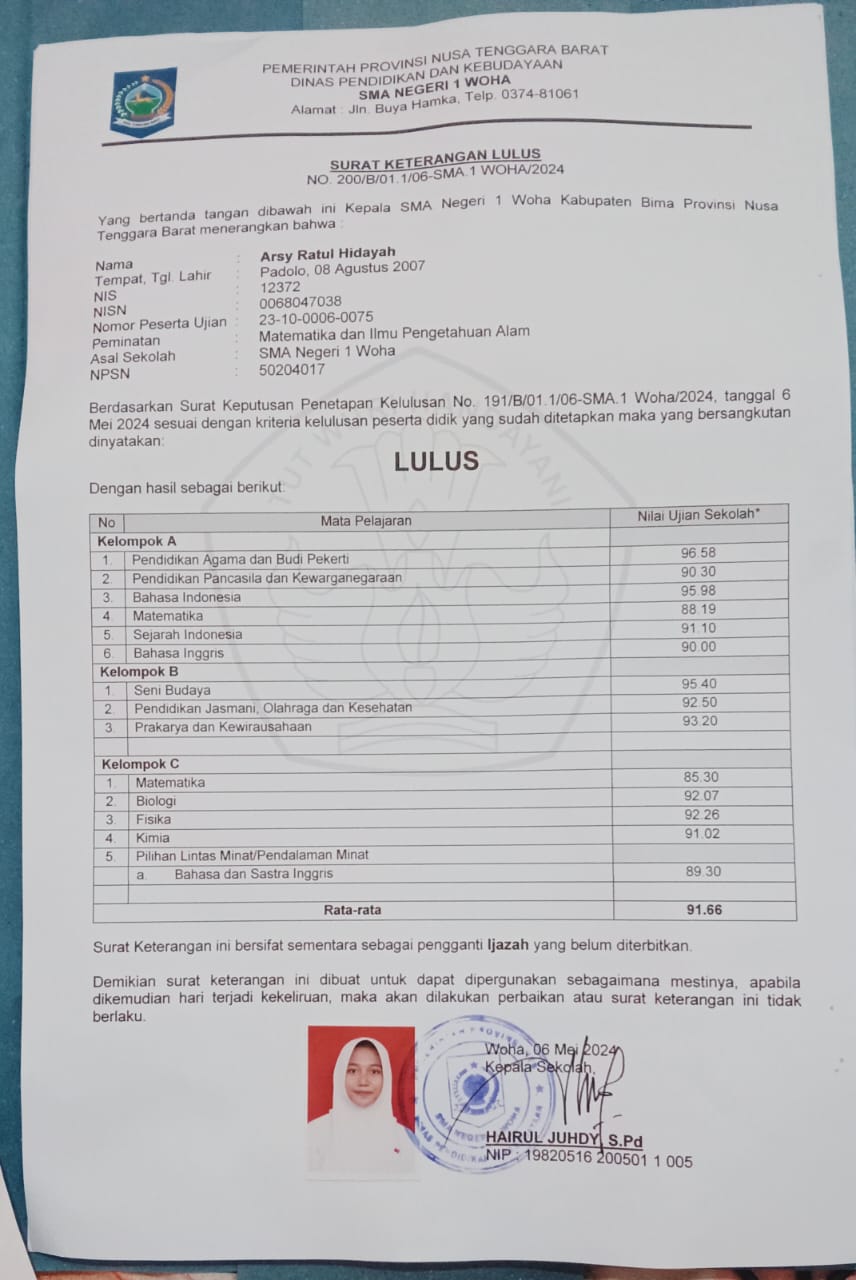 PEMERINTAH PROVINSI NUSA TENGGARA BARAT
DINAS PENDIDIKAN DAN KEBUDAYAAN
SMA NEGERI 1 WOHA
Alamat : Jln. Buya Hamka, Telp. 0374-81061
SURAT KETERANGAN LULUS
NO. 200/B/01.1/06-SMA.1 WOHA/2024
Yang bertanda tangan dibawah ini Kepala SMA Negeri 1 Woha Kabupaten Bima Provinsi Nusa
Tenggara Barat menerangkan bahwa :
Nama : Arsy Ratul Hidayah
Tempat, Tgl. Lahir : Padolo, 08 Agustus 2007
NIS : 12372
NISN : 0068047038
Nomor Peserta Ujian : 23-10-0006-0075
Peminatan : Matematika dan Ilmu Pengetahuan Alam
Asal Sekolah : SMA Negeri 1 Woha
NPSN : 50204017
Berdasarkan Surat Keputusan Penetapan Kelulusan No. 191/B/01.1/06-SMA.1 Woha/2024, tanggal 6
Mei 2024 sesuai dengan kriteria kelulusan peserta didik yang sudah ditetapkan maka yang bersangkutan
dinyatakan:
TUT WURI HANDAYANI
LULUS
Dengan hasil sebagai berikut:
No Mata Pelajaran Nilai Ujian Sekolah*
Kelompok A
1. Pendidikan Agama dan Budi Pekerti 96.58
2. Pendidikan Pancasila dan Kewarganegaraan 90.30
3. Bahasa Indonesia 95.98
4. Matematika 88.19
5. Sejarah Indonesia 91.10
6. Bahasa Inggris 90.00
Kelompok B
1. Seni Budaya 95.40
2. Pendidikan Jasmani, Olahraga dan Kesehatan 92.50
3. Prakarya dan Kewirausahaan 93.20
Kelompok C
1. Matematika 85.30
2. Biologi 92.07
3. Fisika 92.26
4. Kimia 91.02
5. Pilihan Lintas Minat/Pendalaman Minat
a. Bahasa dan Sastra Inggris 89.30
Rata-rata 91.66
Surat Keterangan ini bersifat sementara sebagai pengganti Ijazah yang belum diterbitkan.
Demikian surat keterangan ini dibuat untuk dapat dipergunakan sebagaimana mestinya, apabila
dikemudian hari terjadi kekeliruan, maka akan dilakukan perbaikan atau surat keterangan ini tidak
berlaku.
Woha, 06 Mei 2024
Kepala Sekolah,
HAIRUL JUHDY, S.Pd
NIP : 19820516 200501 1 005